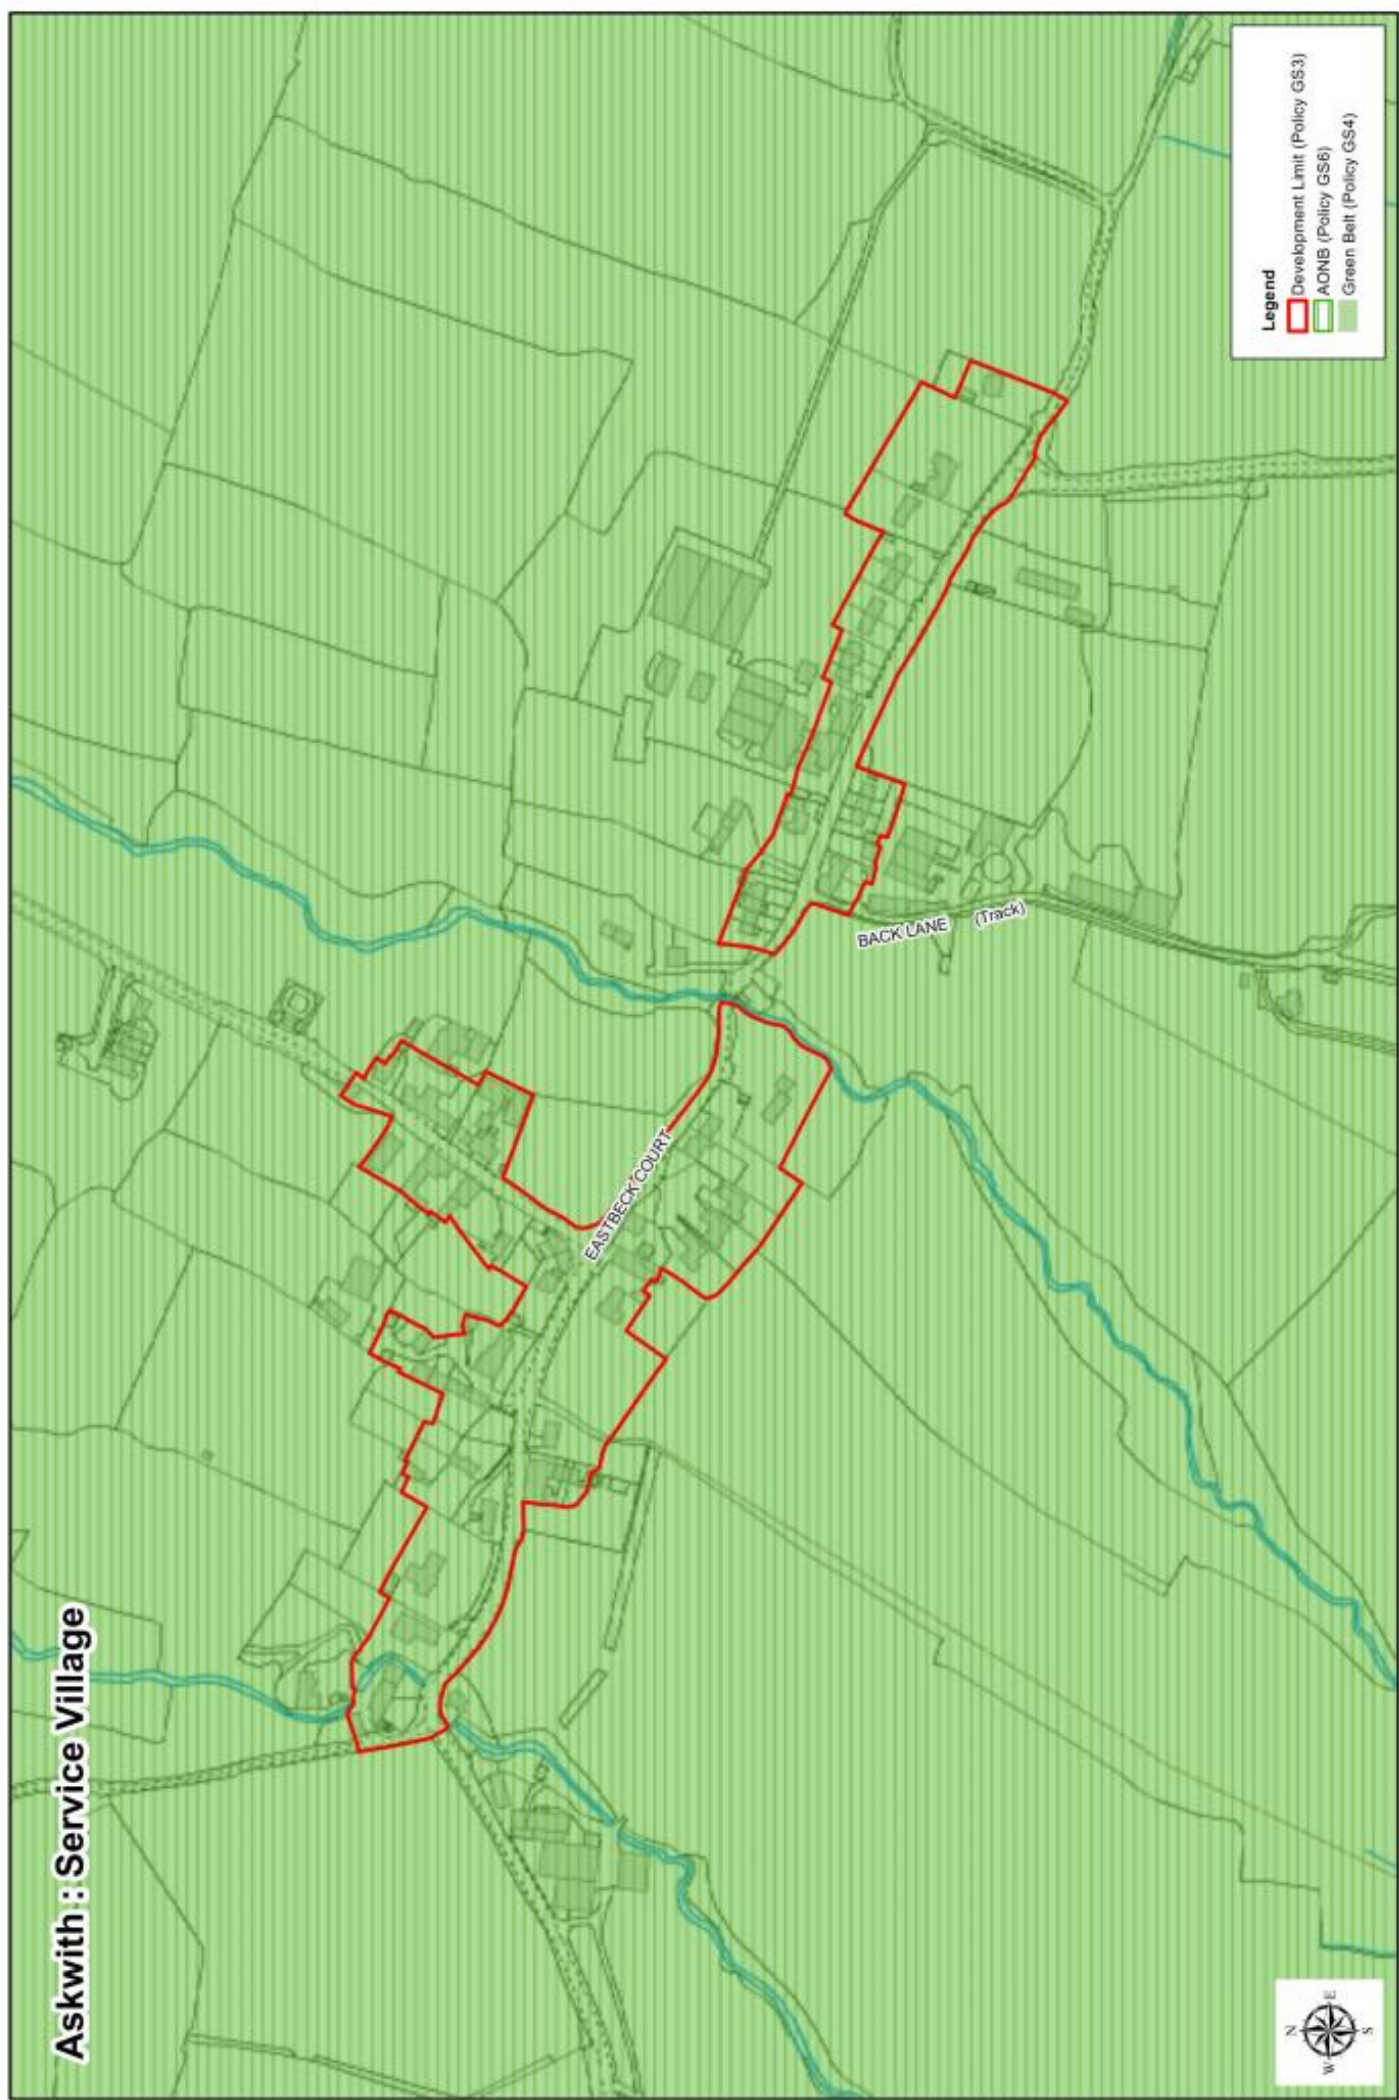 Askwith : Service Village
EASTBECK COURT
BACK LANE
(Track)
Legend
Development Limit (Policy GS3)
AONB (Policy GS6)
Green Belt (Policy GS4)
N
W
E
S